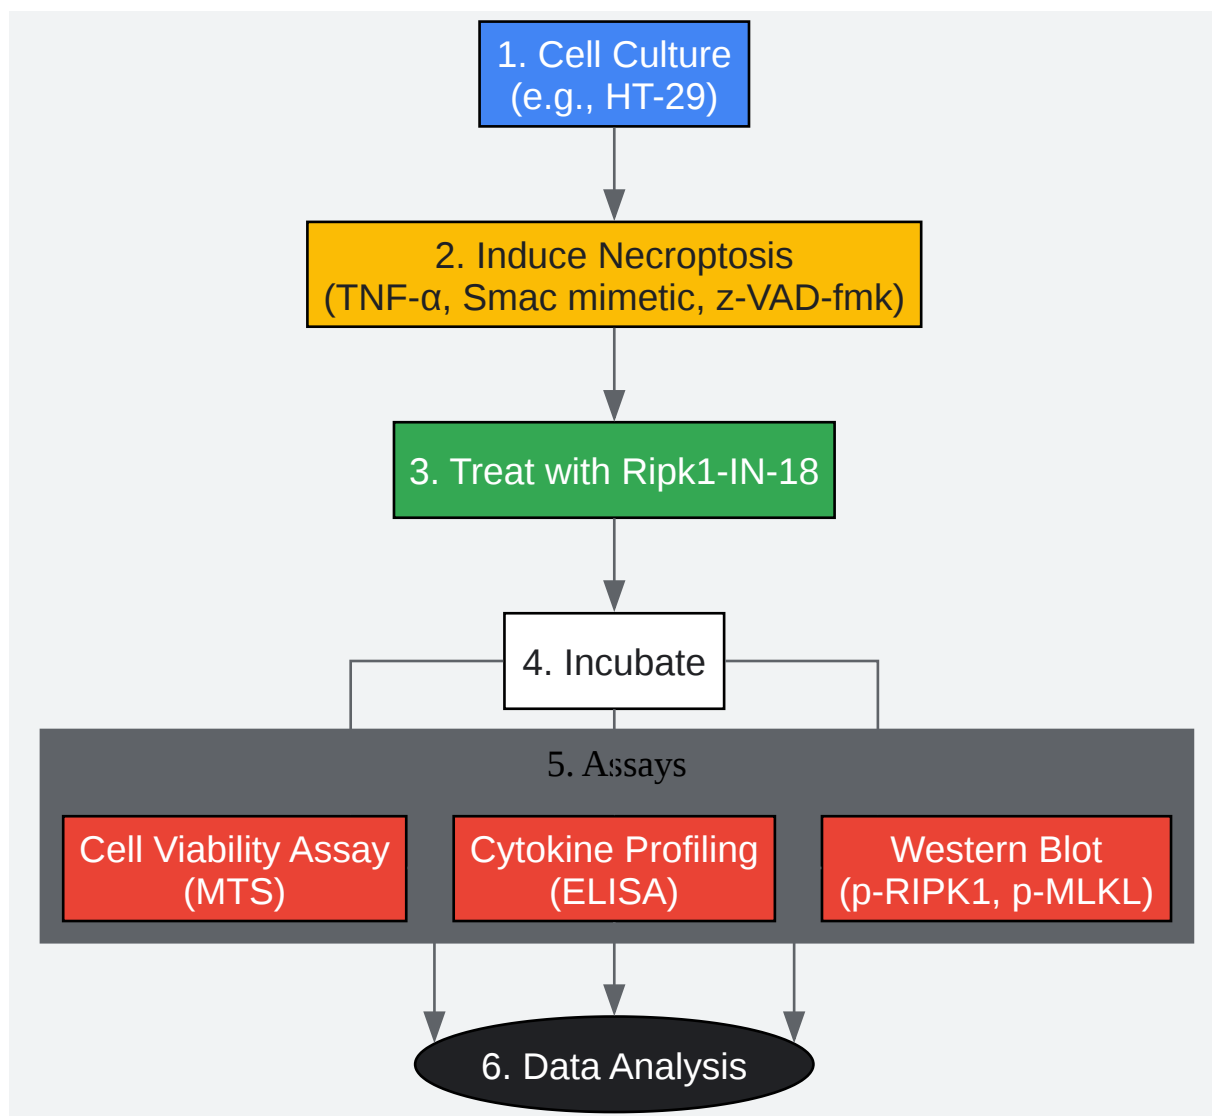 1. Cell Culture
(e.g., HT-29)
2. Induce Necroptosis
(TNF-α, Smac mimetic, z-VAD-fmk)
3. Treat with Ripk1-IN-18
4. Incubate
5. Assays
Cell Viability Assay
(MTS)
Cytokine Profiling
(ELISA)
Western Blot
(p-RIPK1, p-MLKL)
6. Data Analysis